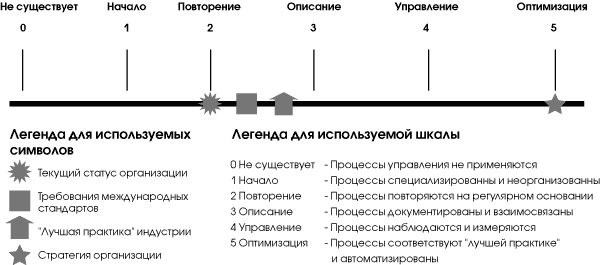 Не существует Начало Повторение Описание Управление Оптимизация
0 1 2 3 4 5
Легенда для используемых
символов
Текущий статус организации
Требования международных
стандартов
"Лучшая практика" индустрии
Стратегия организации
Легенда для используемой шкалы
0 Не существует - Процессы управления не применяются
1 Начало - Процессы специализированны и неорганизованны
2 Повторение - Процессы повторяются на регулярном основании
3 Описание - Процессы документированы и взаимосвязаны
4 Управление - Процессы наблюдаются и измеряются
5 Оптимизация - Процессы соответствуют "лучшей практике"
и автоматизированы